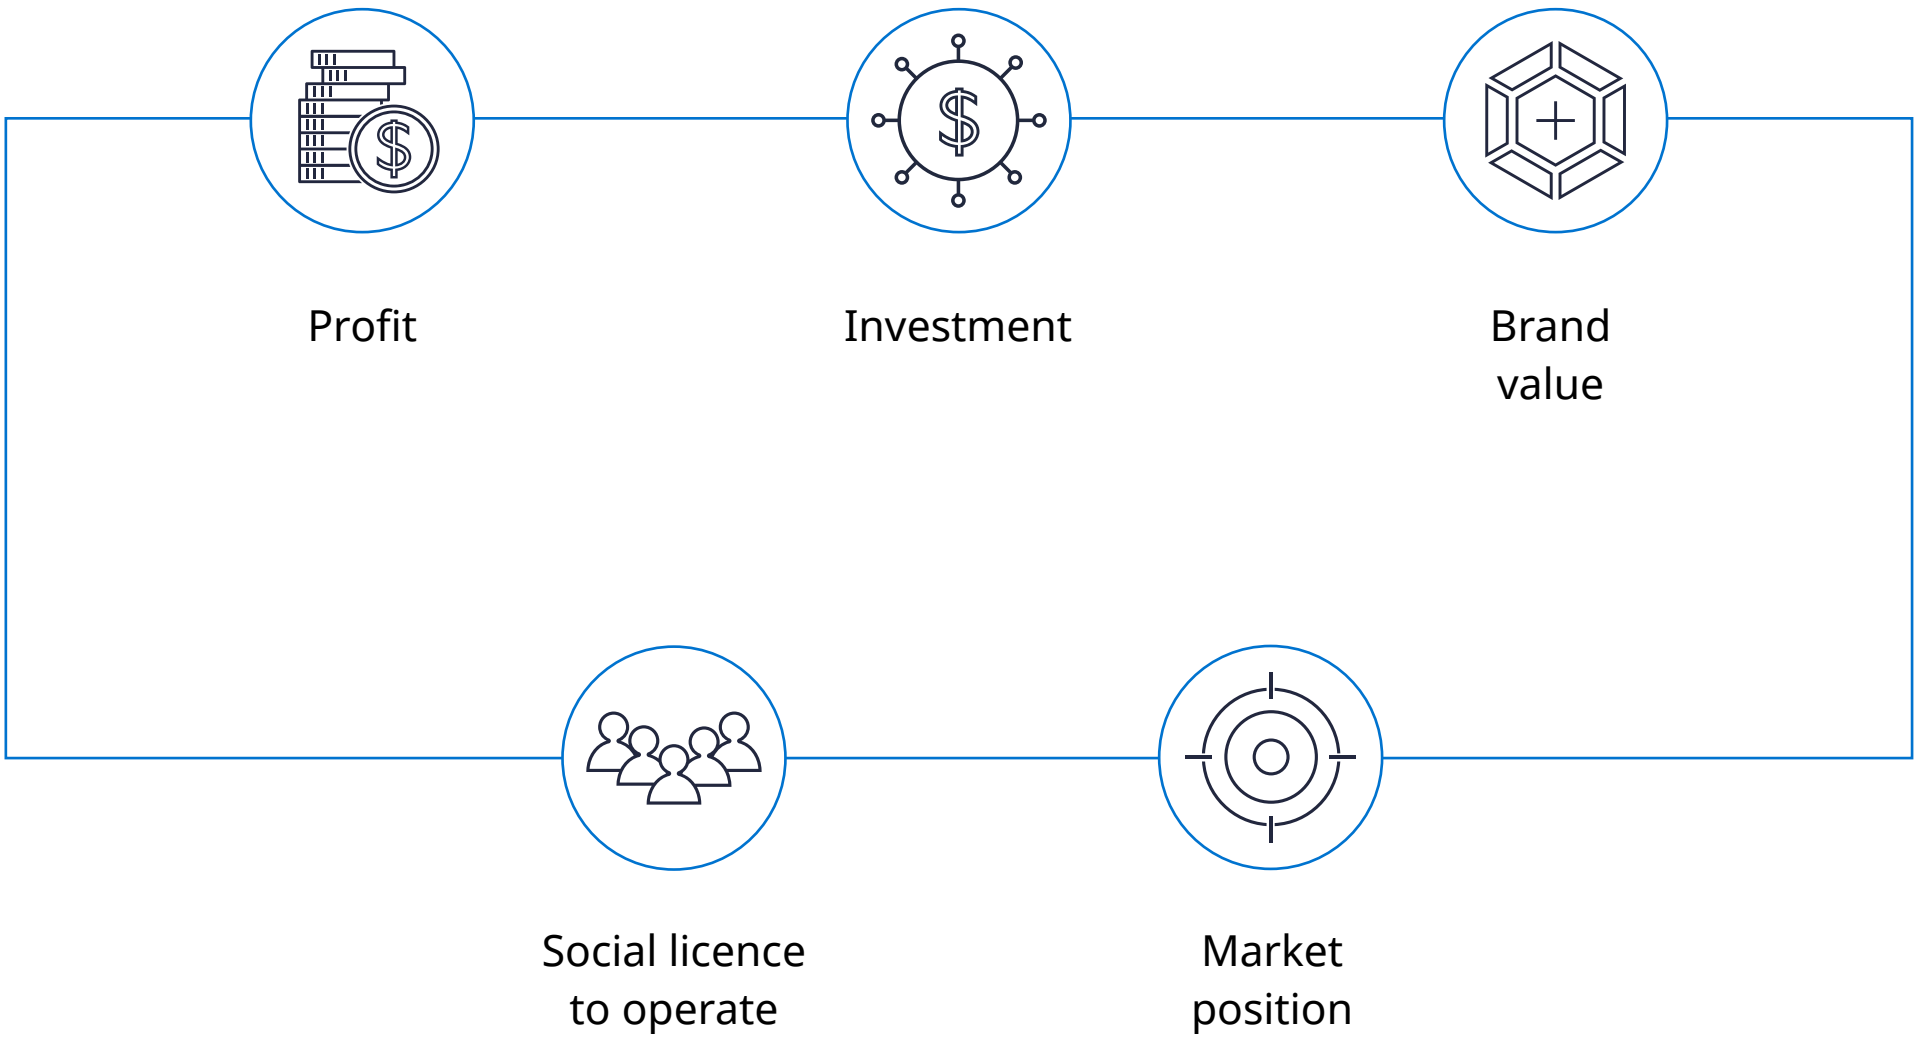 Profit
Investment
Brand
value
Social licence
to operate
Market
position